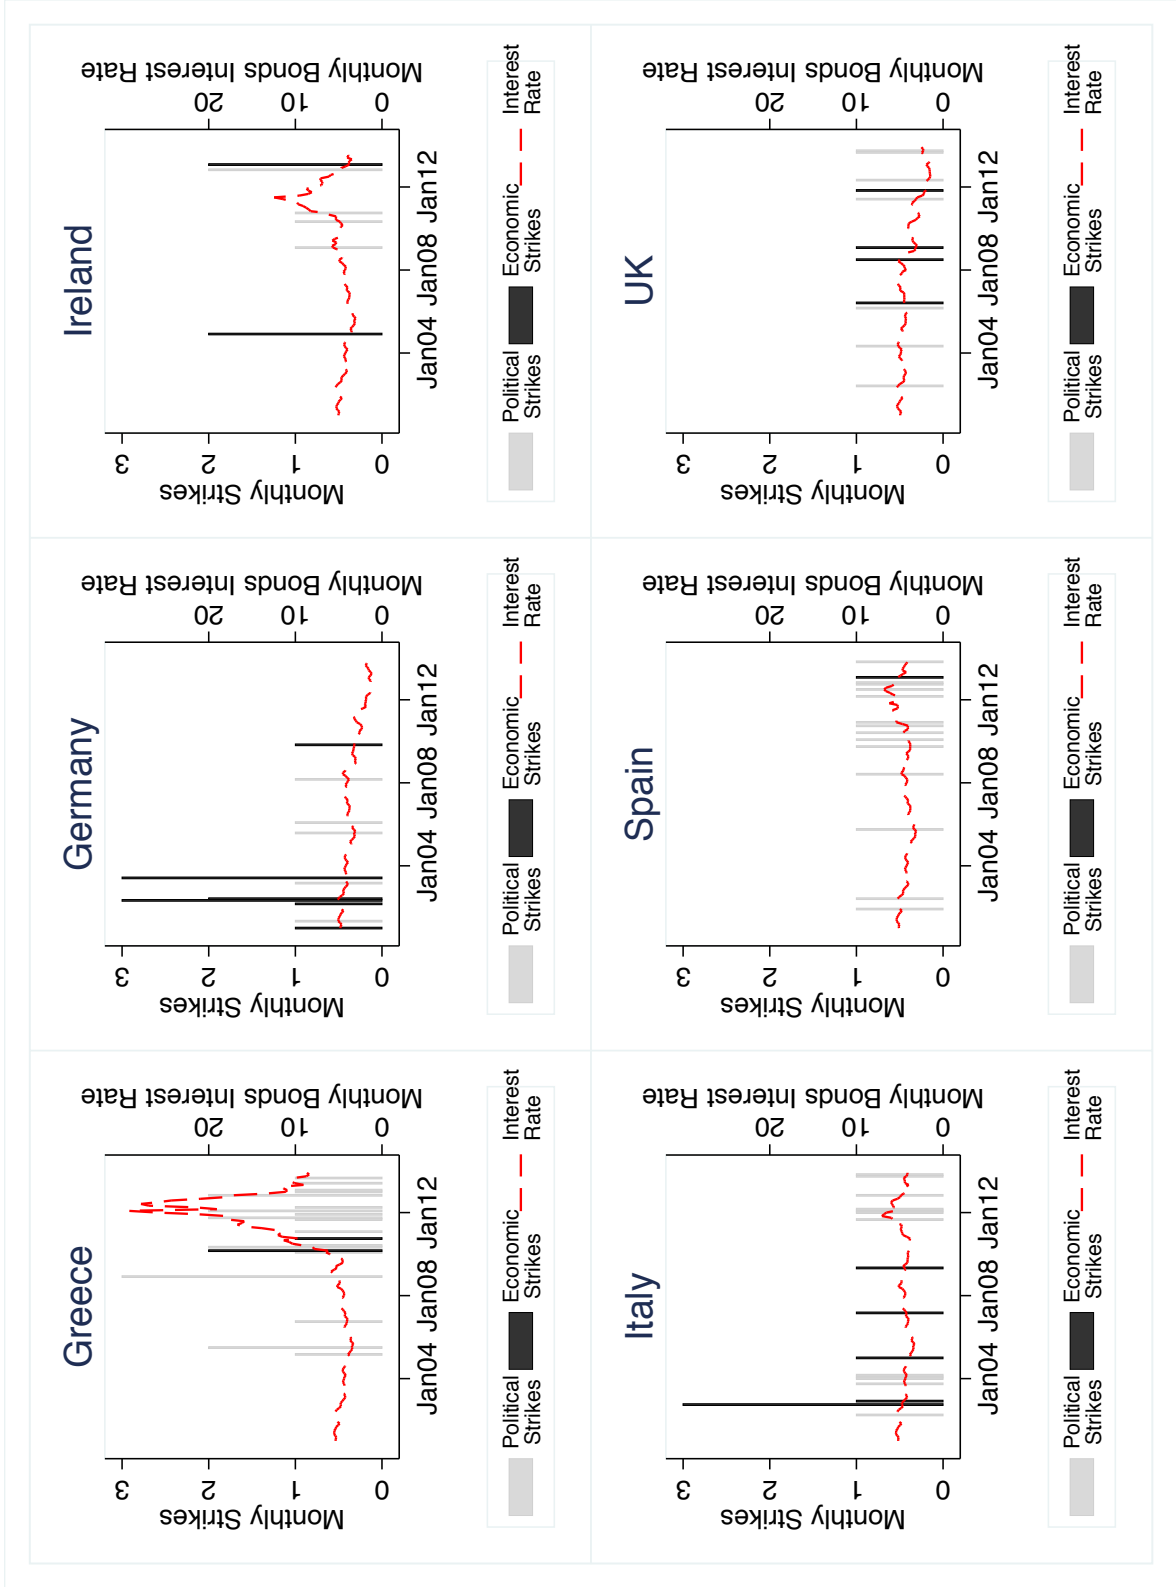 Greece
Monthly Strikes
0 1 2 3
Monthly Bonds Interest Rate
0 10 20
Jan04 Jan08 Jan12
Political
Strikes
Economic
Strikes
Interest
Rate
Germany
Monthly Strikes
0 1 2 3
Monthly Bonds Interest Rate
0 10 20
Jan04 Jan08 Jan12
Political
Strikes
Economic
Strikes
Interest
Rate
Ireland
Monthly Strikes
0 1 2 3
Monthly Bonds Interest Rate
0 10 20
Jan04 Jan08 Jan12
Political
Strikes
Economic
Strikes
Interest
Rate
Italy
Monthly Strikes
0 1 2 3
Monthly Bonds Interest Rate
0 10 20
Jan04 Jan08 Jan12
Political
Strikes
Economic
Strikes
Interest
Rate
Spain
Monthly Strikes
0 1 2 3
Monthly Bonds Interest Rate
0 10 20
Jan04 Jan08 Jan12
Political
Strikes
Economic
Strikes
Interest
Rate
UK
Monthly Strikes
0 1 2 3
Monthly Bonds Interest Rate
0 10 20
Jan04 Jan08 Jan12
Political
Strikes
Economic
Strikes
Interest
Rate